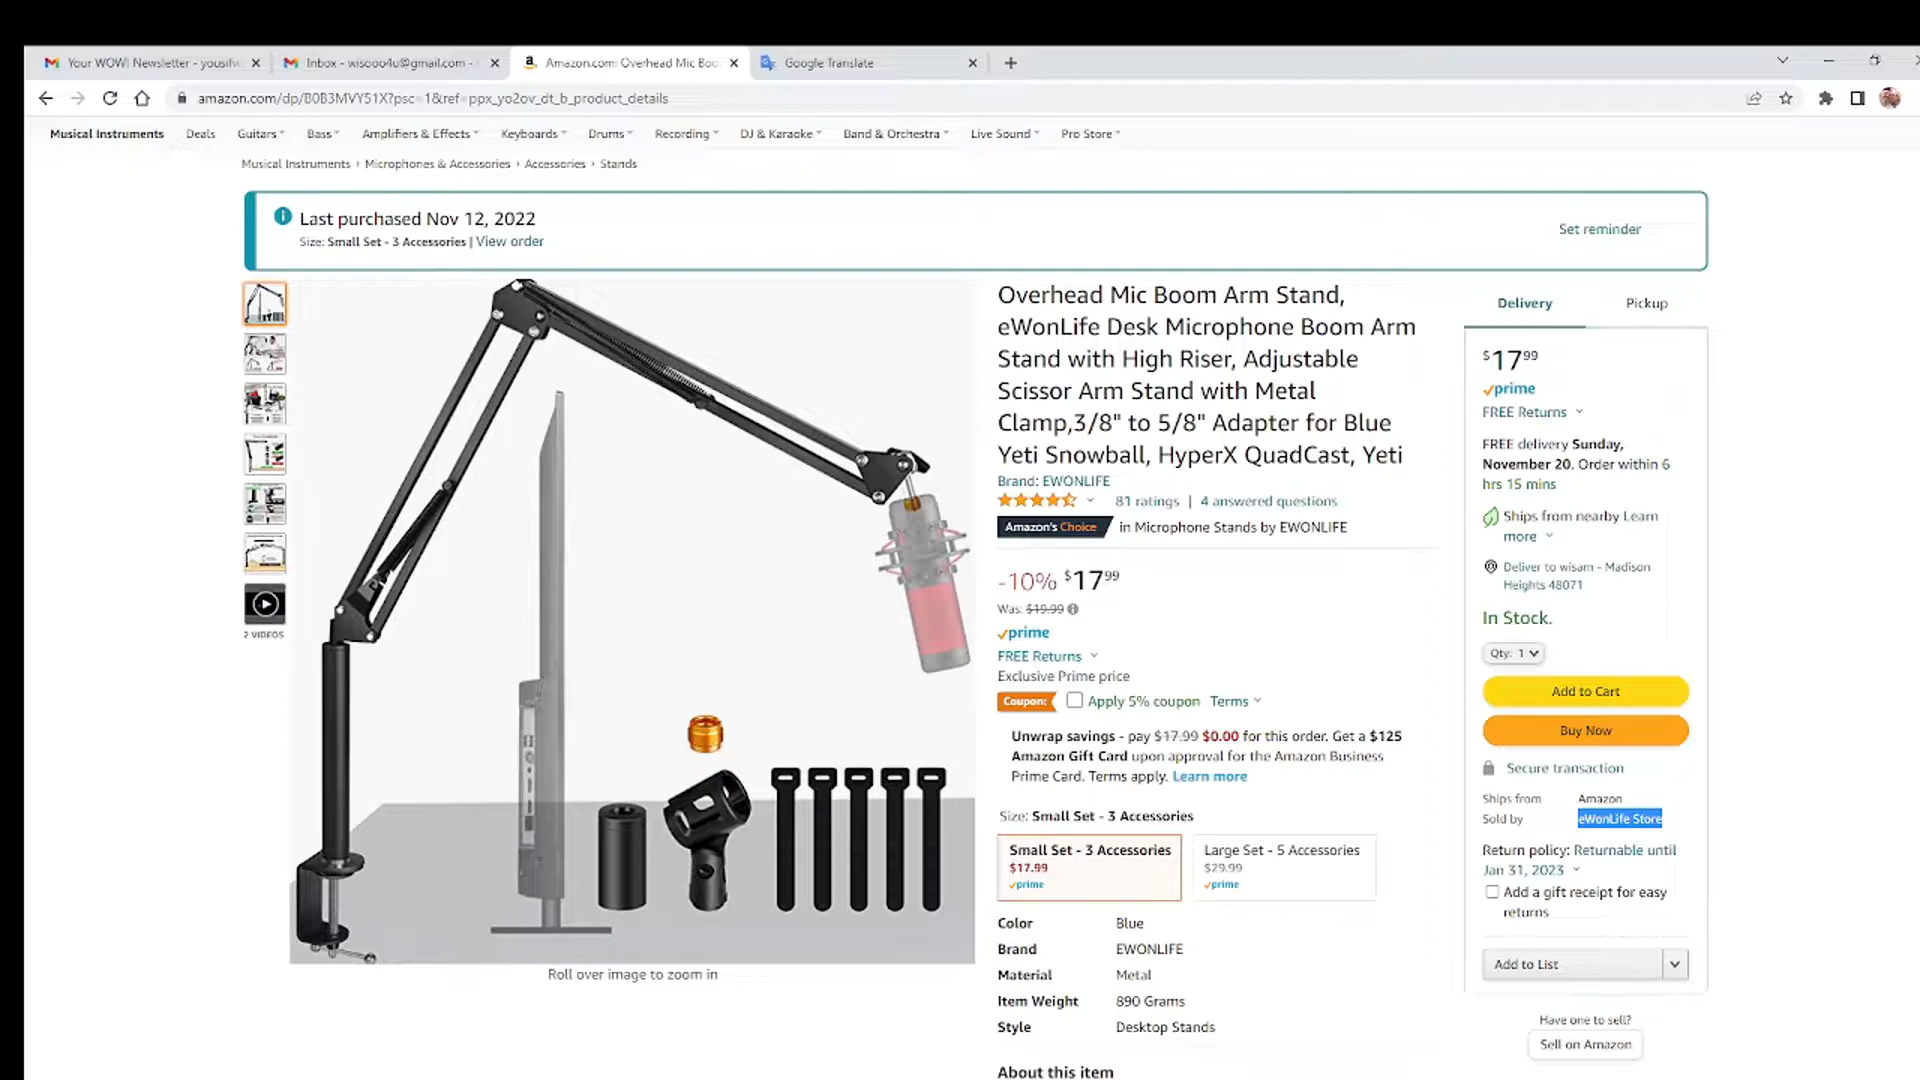 Your WOW! Newsletter - yousifw
Inbox - wisooo4u@gmail.com -
Amazon.com: Overhead Mic Boo
Google Translate
amazon.com/dp/B0B3MVY51X?psc=1&ref=ppx_yo2ov_dt_b_product_details
Musical Instruments Deals Guitars Bass Amplifiers & Effects Keyboards Drums Recording DJ & Karaoke Band & Orchestra Live Sound Pro Store
Musical Instruments › Microphones & Accessories › Accessories › Stands
Last purchased Nov 12, 2022
Size: Small Set - 3 Accessories | View order
Set reminder
2 VIDEOS
Roll over image to zoom in
Overhead Mic Boom Arm Stand,
eWonLife Desk Microphone Boom Arm
Stand with High Riser, Adjustable
Scissor Arm Stand with Metal
Clamp,3/8" to 5/8" Adapter for Blue
Yeti Snowball, HyperX QuadCast, Yeti
Brand: EWONLIFE
81 ratings | 4 answered questions
Amazon's Choice in Microphone Stands by EWONLIFE
-10% $17 99
Was: $19.99
prime
FREE Returns
Exclusive Prime price
Coupon: Apply 5% coupon Terms
Unwrap savings - pay $17.99 $0.00 for this order. Get a $125
Amazon Gift Card upon approval for the Amazon Business
Prime Card. Terms apply. Learn more
Size: Small Set - 3 Accessories
Small Set - 3 Accessories
$17.99
prime
Large Set - 5 Accessories
$29.99
prime
Color Blue
Brand EWONLIFE
Material Metal
Item Weight 890 Grams
Style Desktop Stands
About this item
Delivery Pickup
$17 99
prime
FREE Returns
FREE delivery Sunday,
November 20. Order within 6
hrs 15 mins
Ships from nearby Learn
more
Deliver to wisam - Madison
Heights 48071
In Stock.
Qty: 1
Add to Cart
Buy Now
Secure transaction
Ships from Amazon
Sold by eWonLife Store
Return policy: Returnable until
Jan 31, 2023
Add a gift receipt for easy
returns
Add to List
Have one to sell?
Sell on Amazon